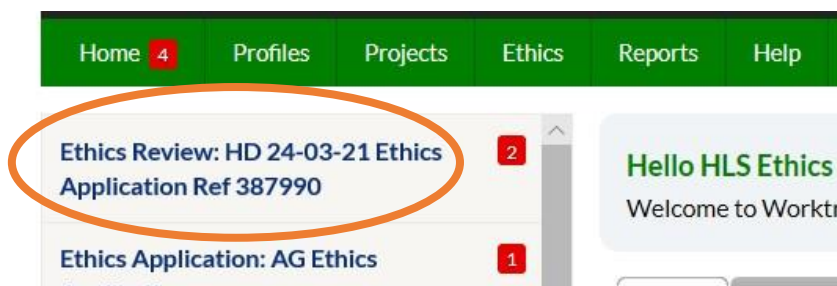 Home 4 Profiles Projects Ethics Reports Help
Ethics Review: HD 24-03-21 Ethics 2
Application Ref 387990
Hello HLS Ethics
Welcome to
Ethics Application: AG Ethics 1